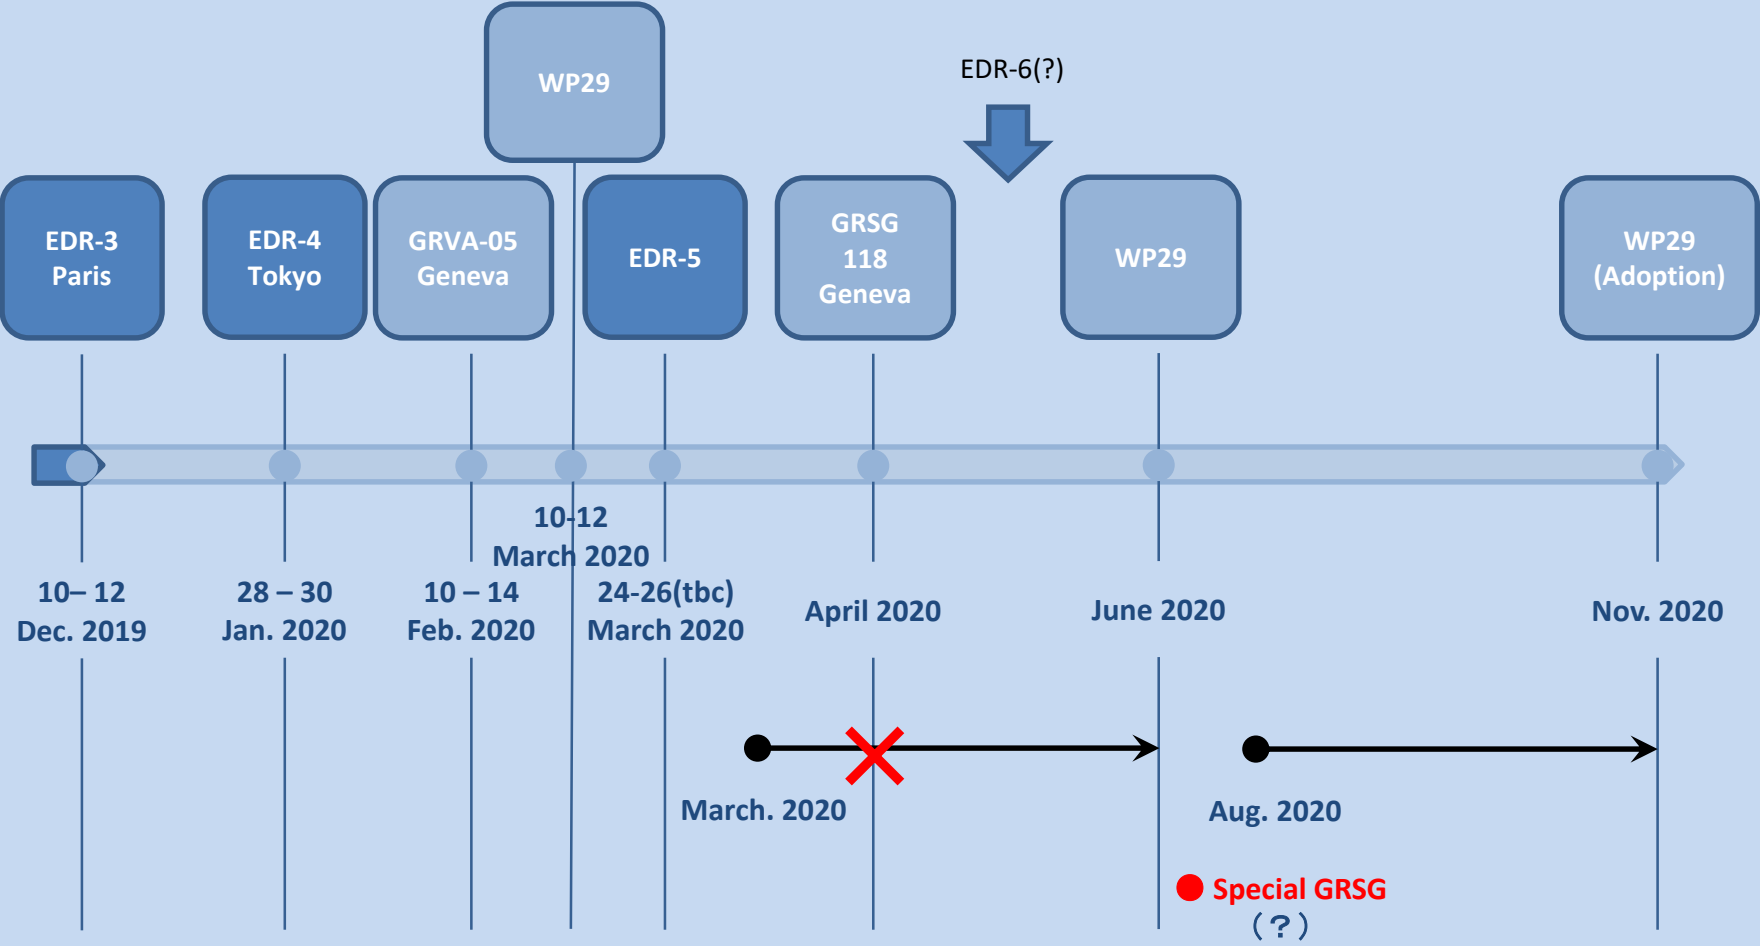 WP29
EDR-6(?)
EDR-3
Paris
EDR-4
Tokyo
GRVA-05
Geneva
EDR-5
GRSG
118
Geneva
WP29
WP29
(Adoption)
10-12
March 2020
10– 12
Dec. 2019
28 – 30
Jan. 2020
10 – 14
Feb. 2020
24-26(tbc)
March 2020
April 2020
June 2020
Nov. 2020
March. 2020
Aug. 2020
Special GRSG
(?)